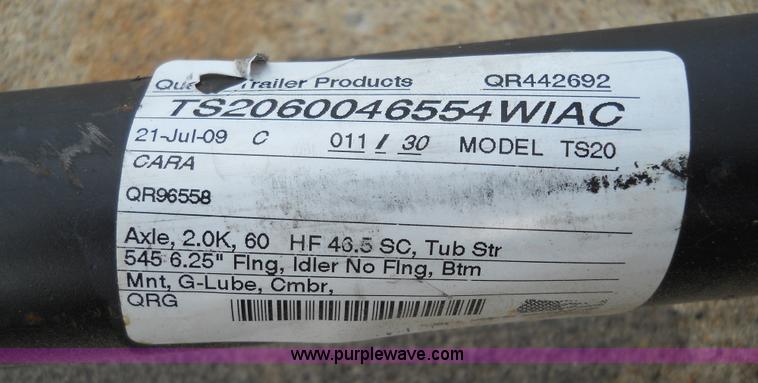 Trailer Products QR442692
TS2060046554WIAC
21-Jul-09 C 011 / 30 MODEL TS20
CARA
QR96558
Axle, 2.0K, 60 HF 46.5 SC, Tub Str
545 6.25" Flng, Idler No Flng, Btm
Mnt, G-Lube, Cmbr,
QRG
www.purplewave.com